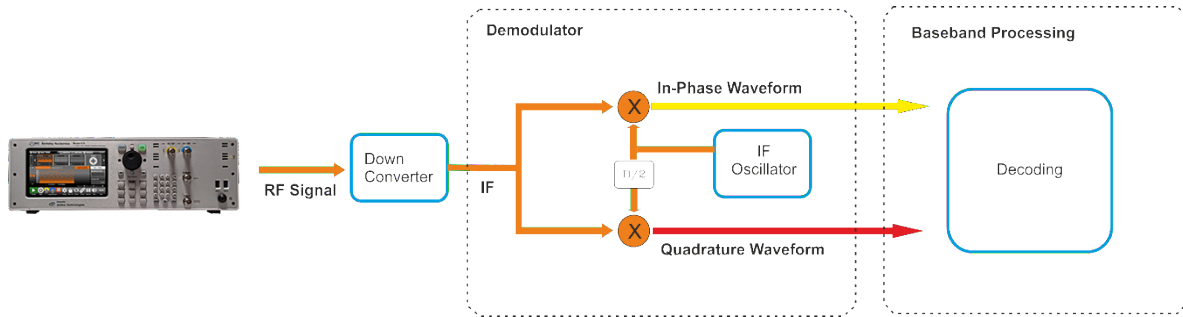 Demodulator
Baseband Processing
In-Phase Waveform
X
Down
Converter
IF
Oscillator
Decoding
RF Signal
IF
π/2
X
Quadrature Waveform